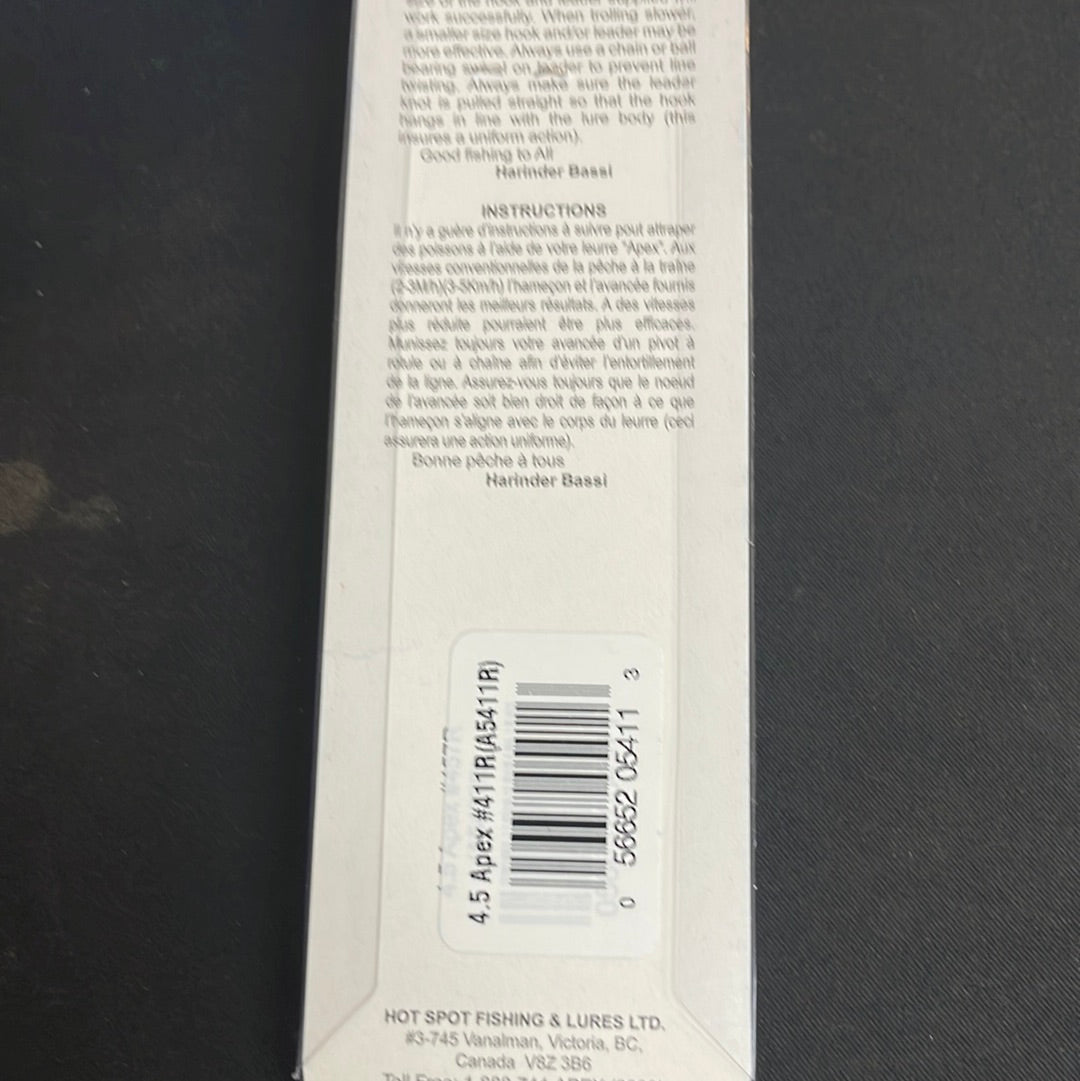 size of the hook and leader supplied will
work successfully. When trolling slower,
a smaller size hook and/or leader may be
more effective. Always use a chain or ball
bearing swivel on leader to prevent line
twisting. Always make sure the leader
knot is pulled straight so that the hook
hangs in line with the lure body (this
insures a uniform action).
Good fishing to All
Harinder Bassi
INSTRUCTIONS
Il n'y a guère d'instructions à suivre pout attraper
des poissons à l'aide de votre leurre "Apex". Aux
vitesses conventionnelles de la pêche à la traîne
(2-3M/h)(3-5Km/h) l'hameçon et l'avancée fournis
donneront les meilleurs résultats. A des vitesses
plus réduite pourraient être plus efficaces.
Munissez toujours votre avancée d'un pivot à
rotule ou à chaîne afin d'éviter l'entortillement
de la ligne. Assurez-vous toujours que le noeud
de l'avancée soit bien droit de façon à ce que
l'hameçon s'aligne avec le corps du leurre (ceci
assurera une action uniforme).
Bonne pêche à tous
Harinder Bassi
4.5 Apex #411R(A5411R)
0 56652 05411 3
HOT SPOT FISHING & LURES LTD.
#3-745 Vanalman, Victoria, BC,
Canada V8Z 3B6
Toll Free: